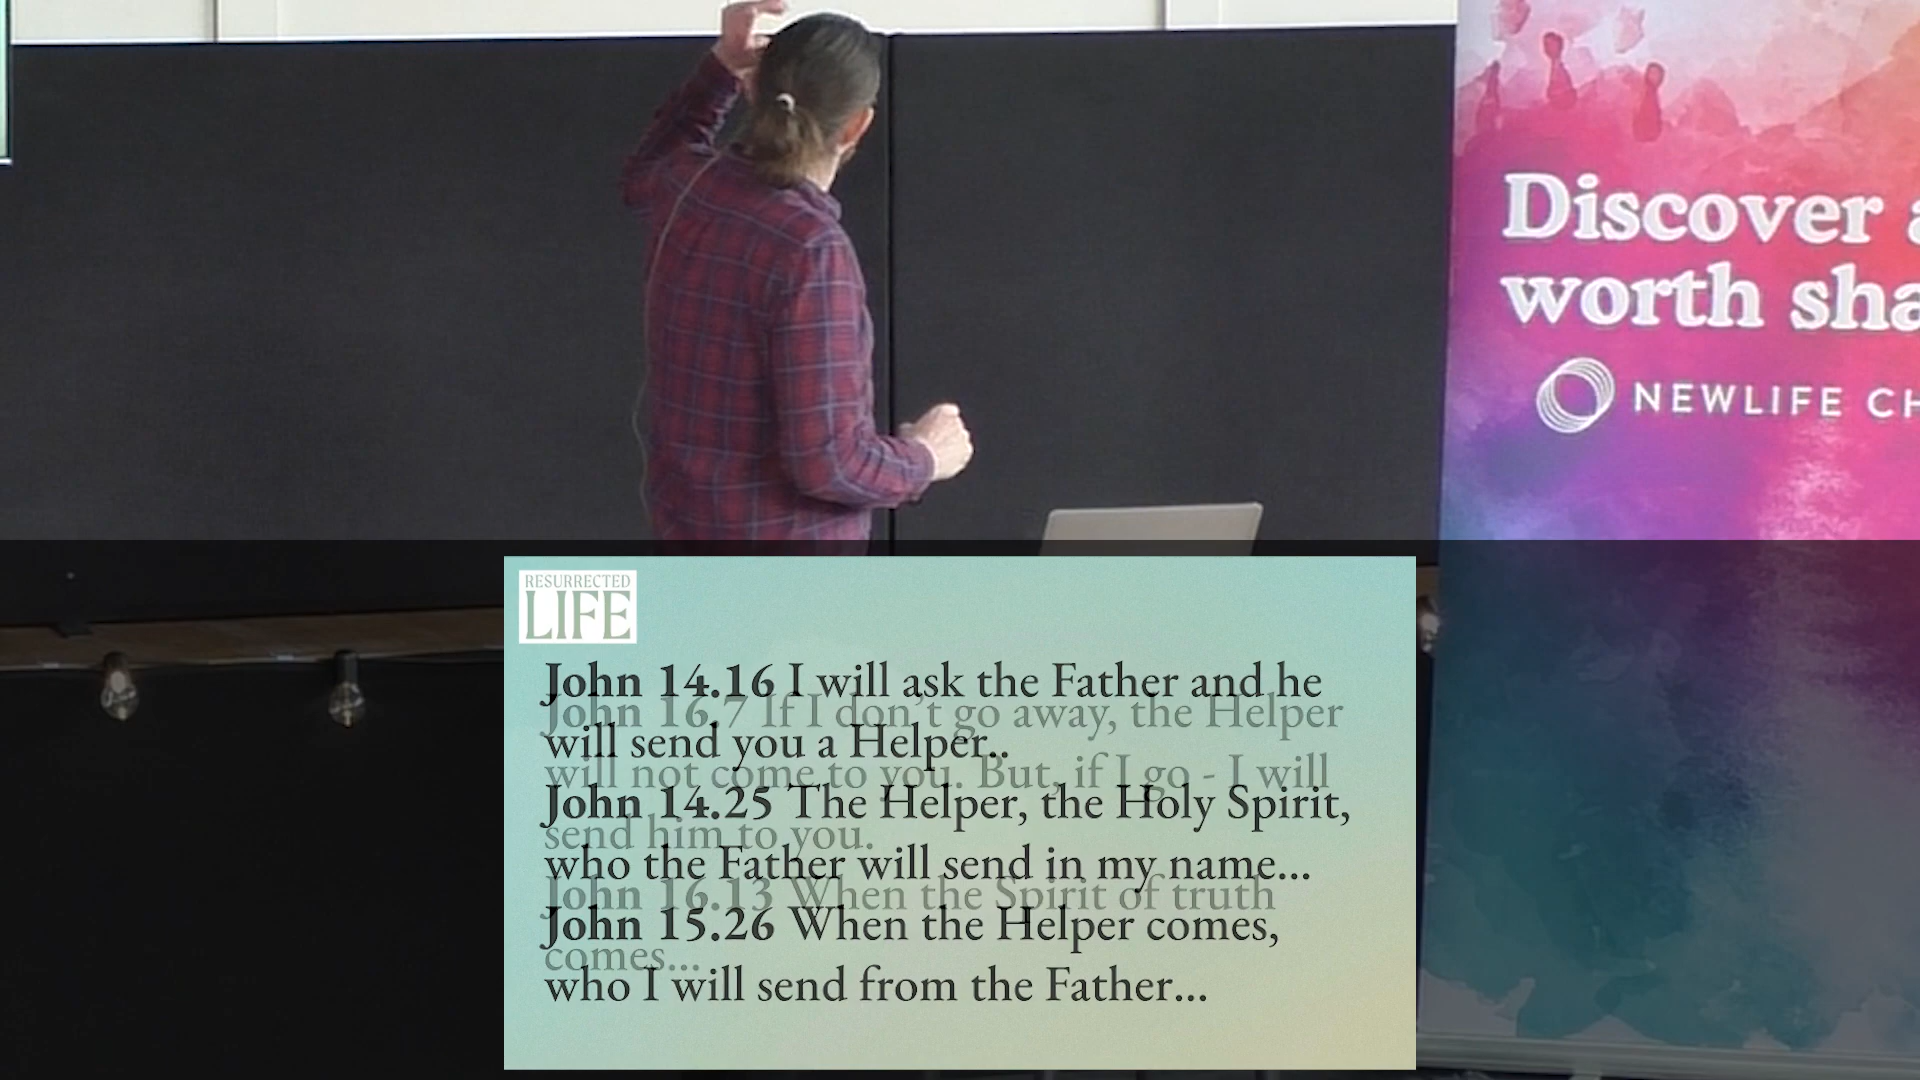 Discover a
worth sha
NEWLIFE CH
RESURRECTED
LIFE
John 14.16 I will ask the Father and he
will send you a Helper..
John 14.25 The Helper, the Holy Spirit,
who the Father will send in my name...
John 15.26 When the Helper comes,
who I will send from the Father...
John 16.7 If I don't go away, the Helper
will not come to you. But, if I go - I will
send him to you.
John 16.13 When the Spirit of truth
comes...